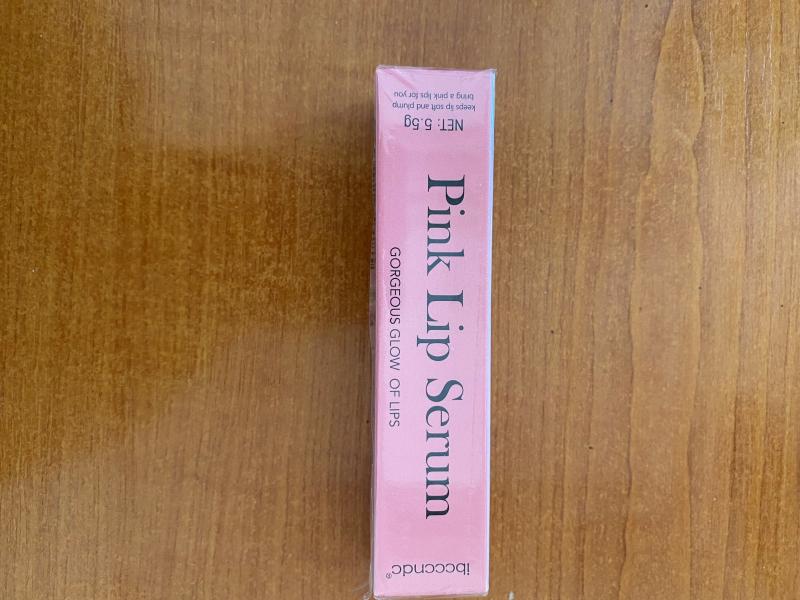 ibcccndc®
Pink Lip Serum
GORGEOUS GLOW OF LIPS
NET: 5.5g
keeps lip soft and plump
bring a pink lips for you